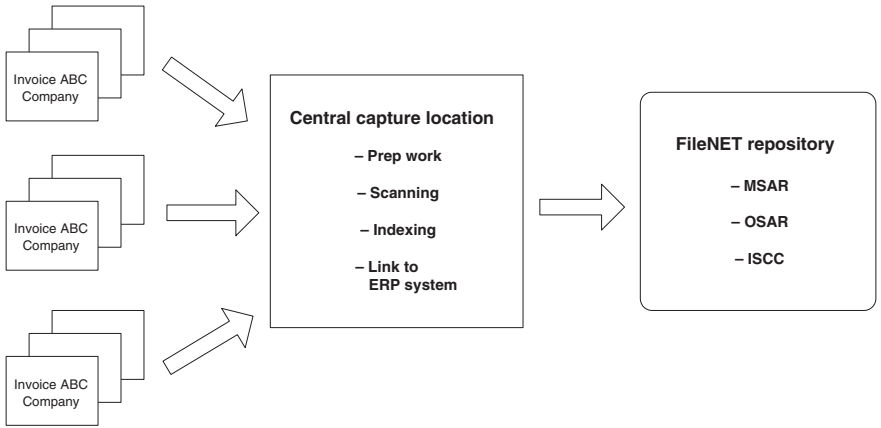 Invoice ABC
Company
Invoice ABC
Company
Invoice ABC
Company
Central capture location
– Prep work
– Scanning
– Indexing
– Link to
ERP system
FileNET repository
– MSAR
– OSAR
– ISCC